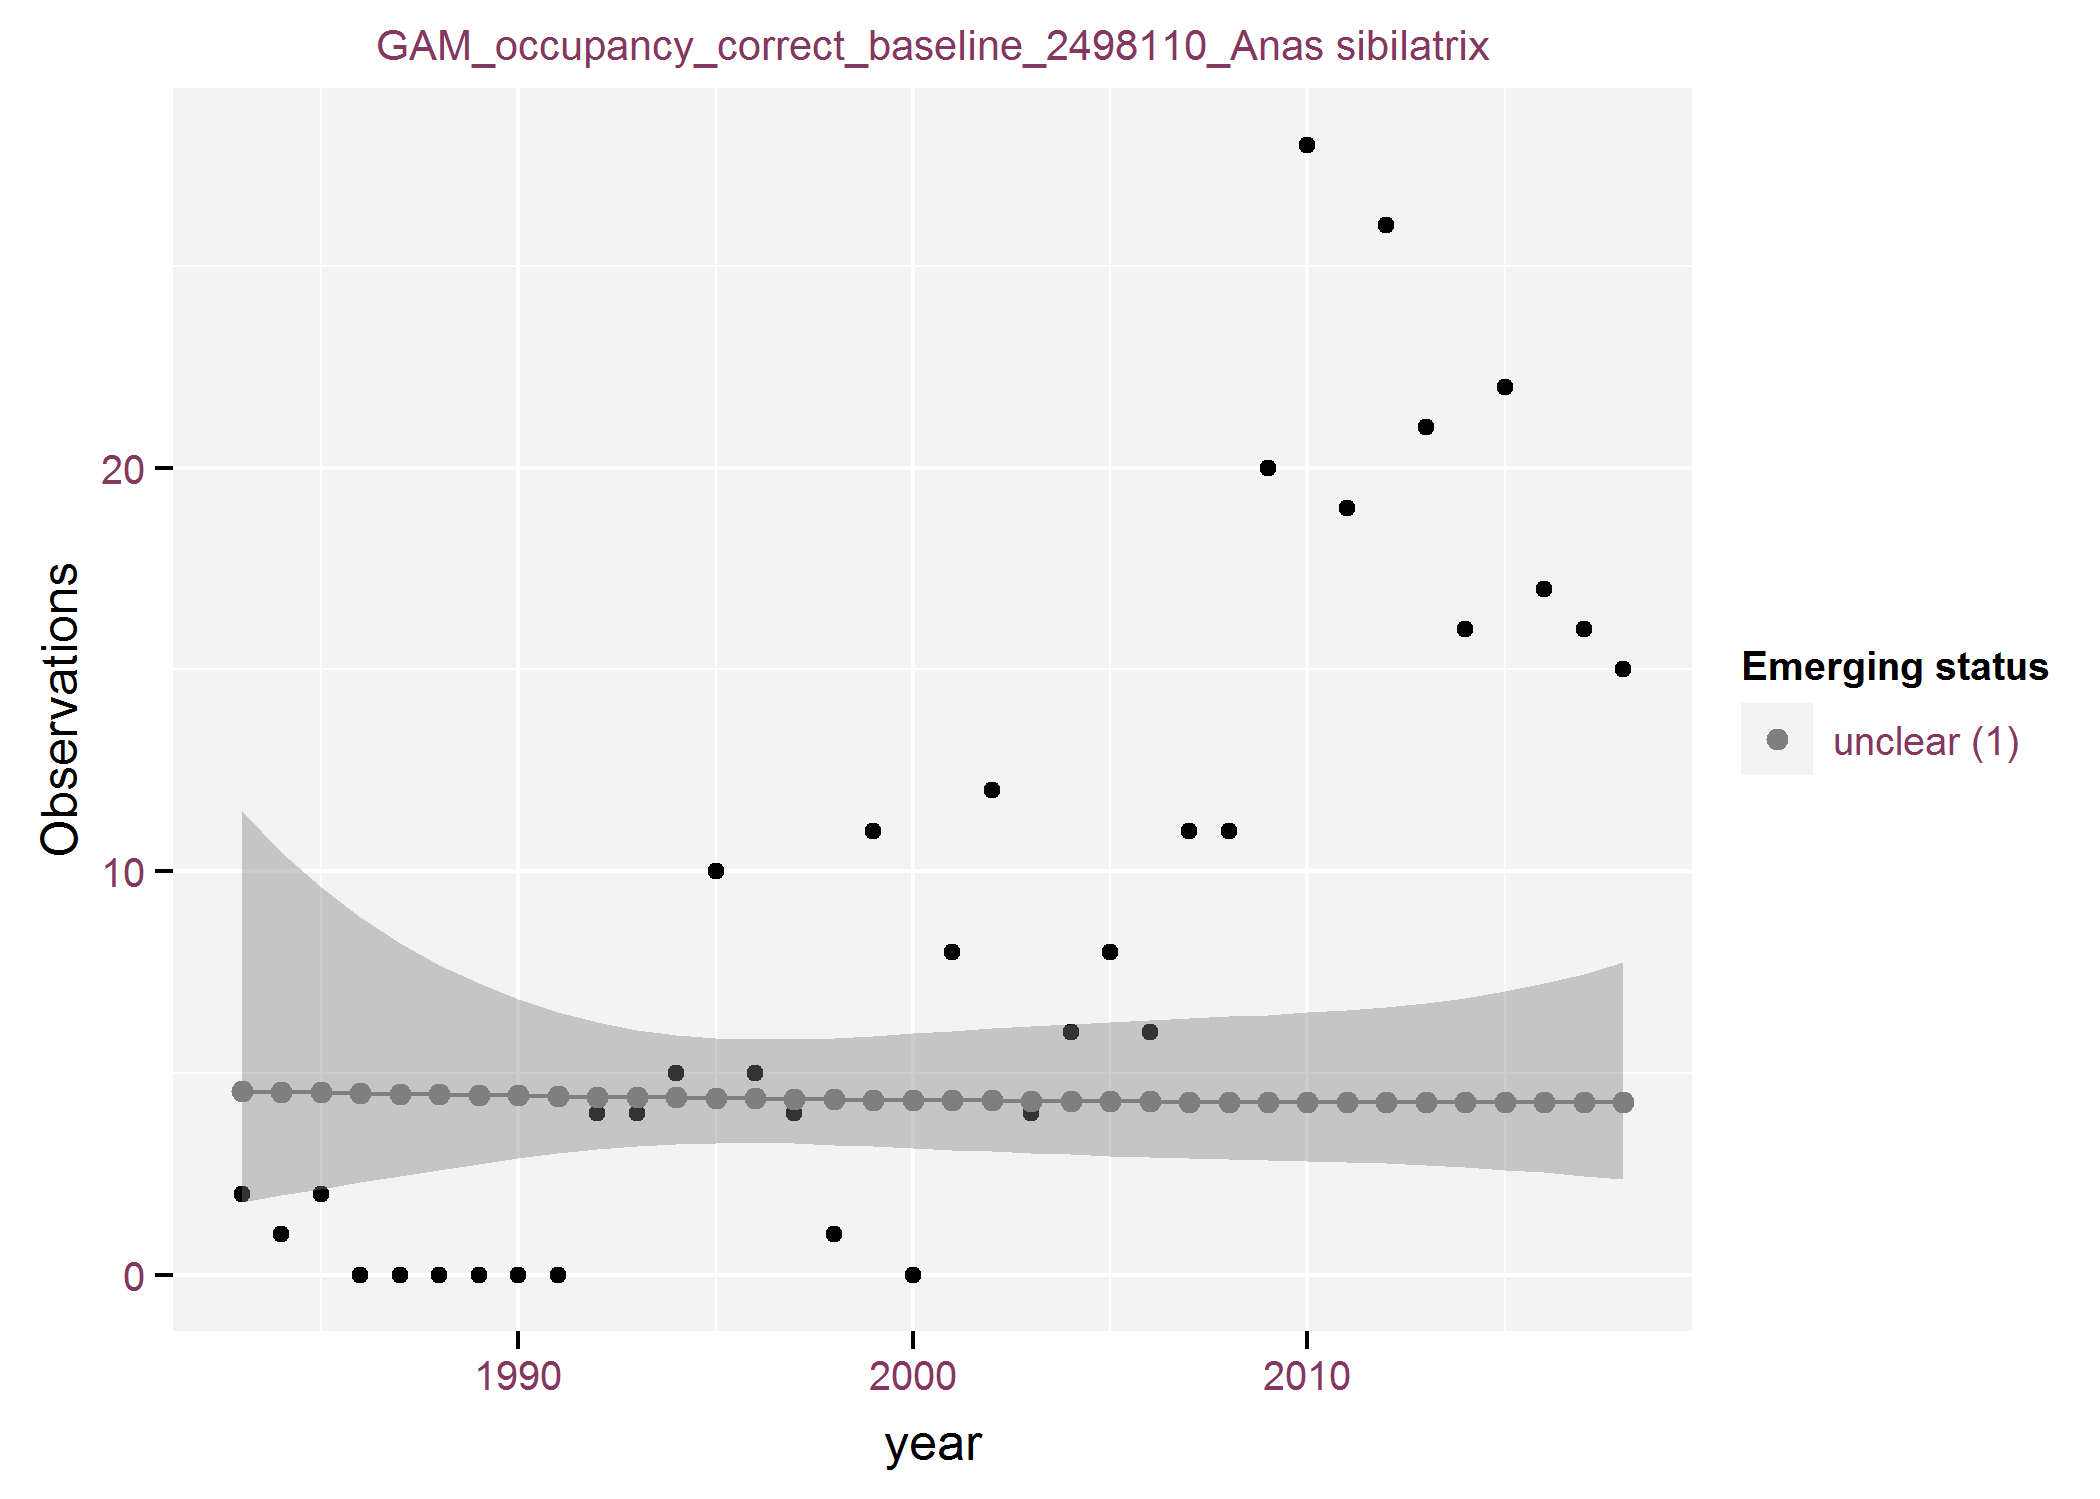 GAM_occupancy_correct_baseline_2498110_Anas sibilatrix
Observations
20
10
0
1990
2000
2010
year
Emerging status
unclear (1)